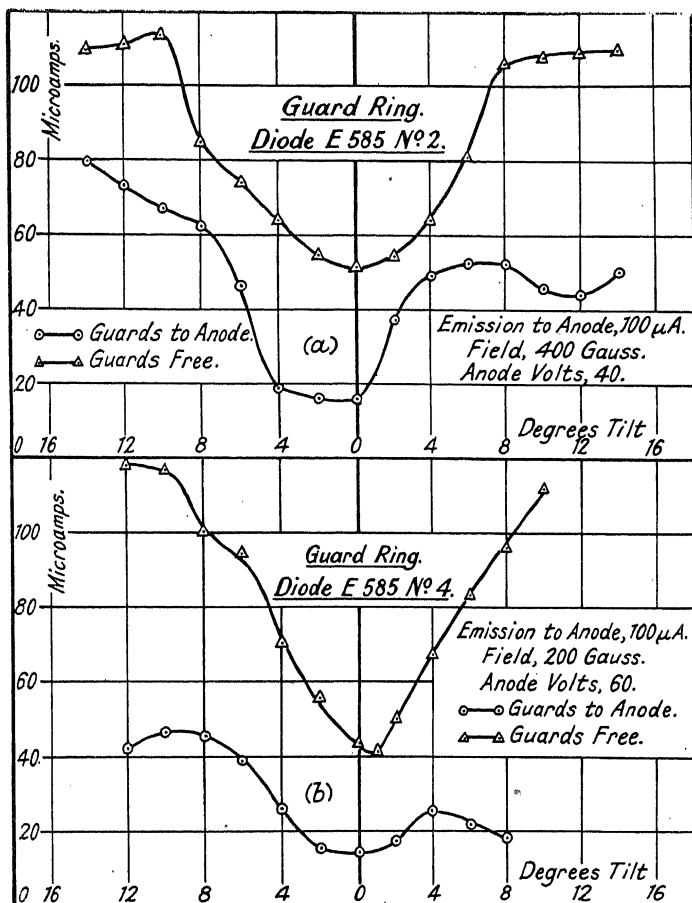 Microamps.
100
80
60
40
20
Guard Ring.
Diode E 585 Nº 2.
Guards to Anode.
Guards Free.
(a)
Emission to Anode, 100 μA.
Field, 400 Gauss.
Anode Volts, 40.
Degrees Tilt
0 16 12 8 4 0 4 8 12 16
Microamps.
100
80
60
40
20
Guard Ring.
Diode E 585 Nº 4.
Emission to Anode, 100 μA.
Field, 200 Gauss.
Anode Volts, 60.
Guards to Anode.
Guards Free.
(b)
Degrees Tilt
0 16 12 8 4 0 4 8 12 16